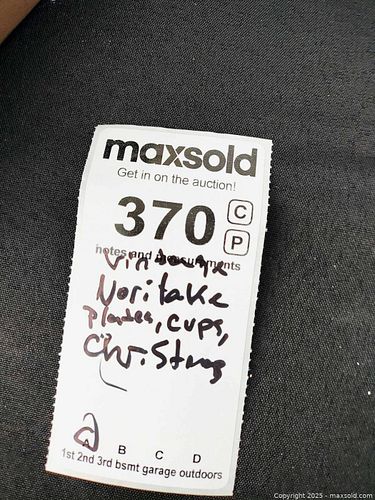 maxsold
Get in on the auction!
370 C
P
notes and measurements
Vintage
Noritake
Plates, cups,
Christmas
A B C D
1st 2nd 3rd bsmt garage outdoors
Copyright 2025 - maxsold.com